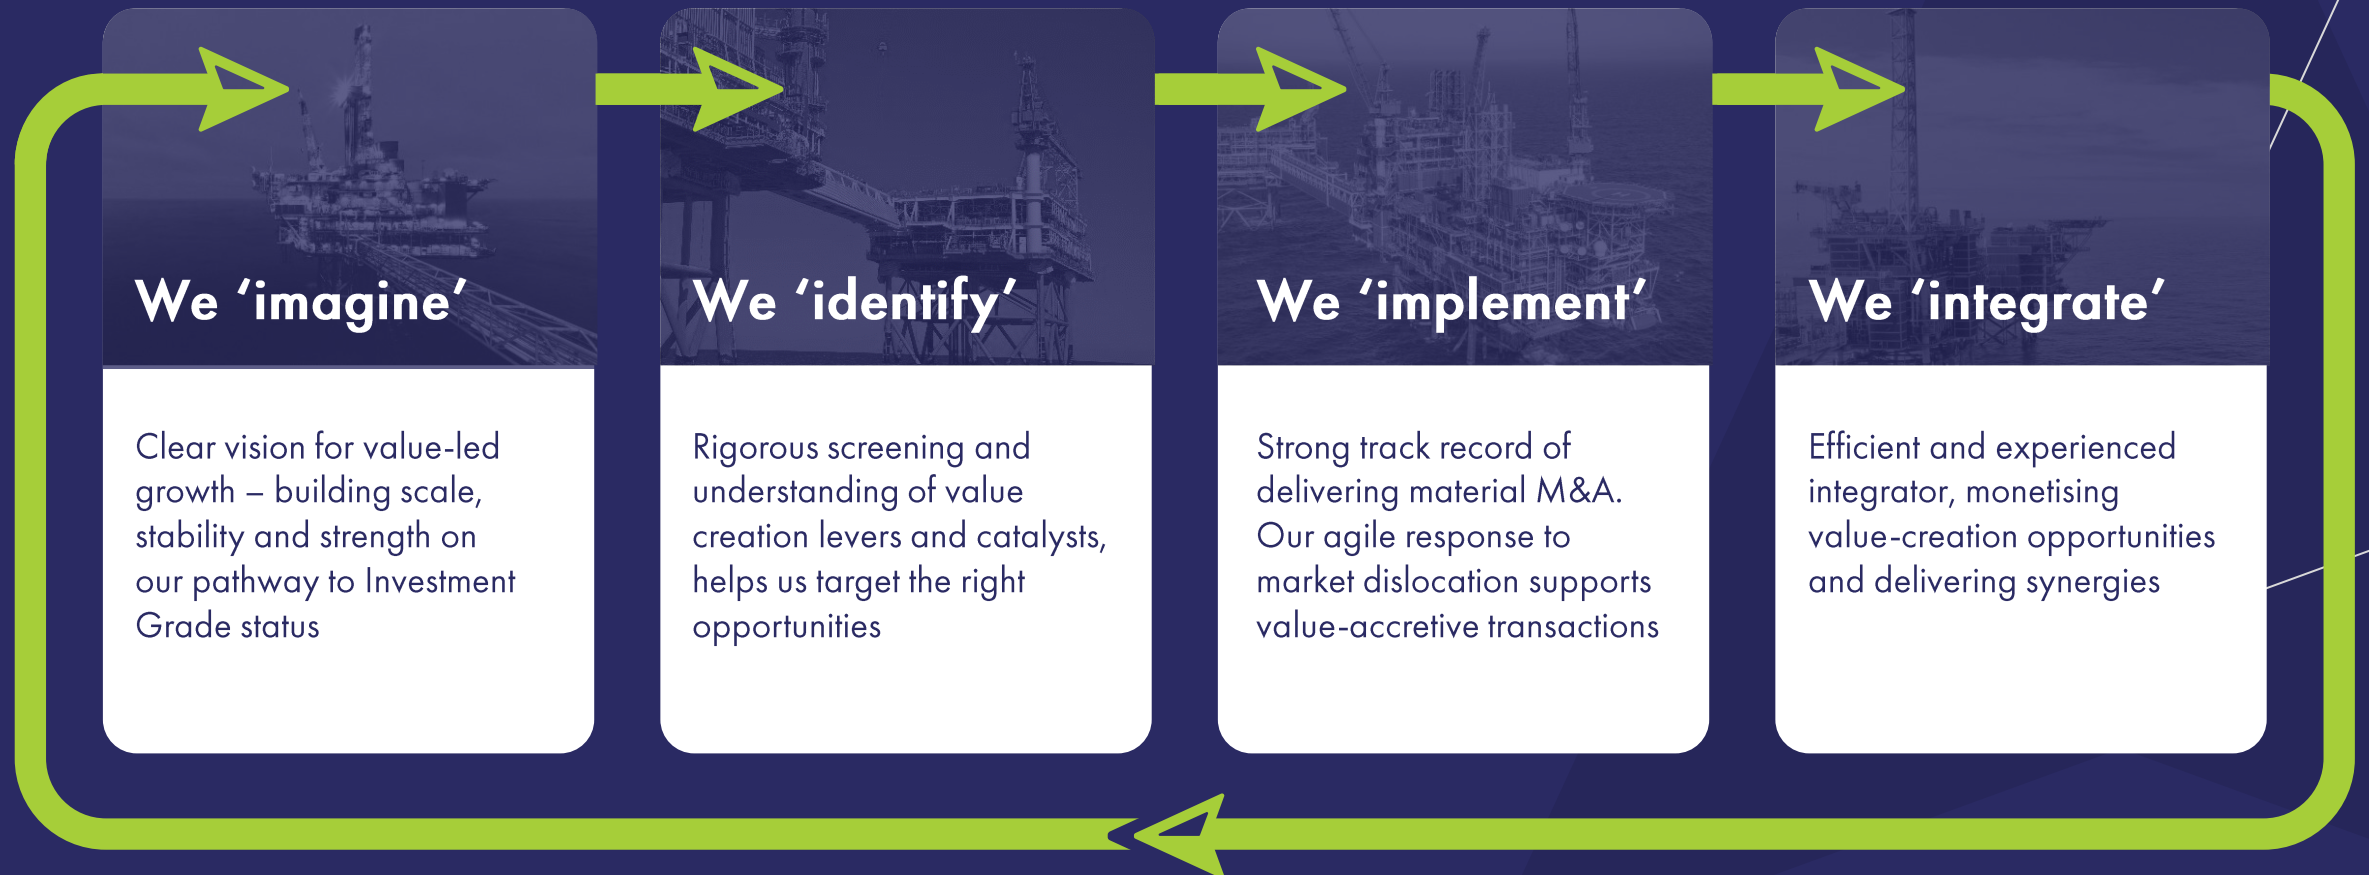 We ‘imagine’
Clear vision for value-led
growth – building scale,
stability and strength on
our pathway to Investment
Grade status
We ‘identify’
Rigorous screening and
understanding of value
creation levers and catalysts,
helps us target the right
opportunities
We ‘implement’
Strong track record of
delivering material M&A.
Our agile response to
market dislocation supports
value-accretive transactions
We ‘integrate’
Efficient and experienced
integrator, monetising
value-creation opportunities
and delivering synergies